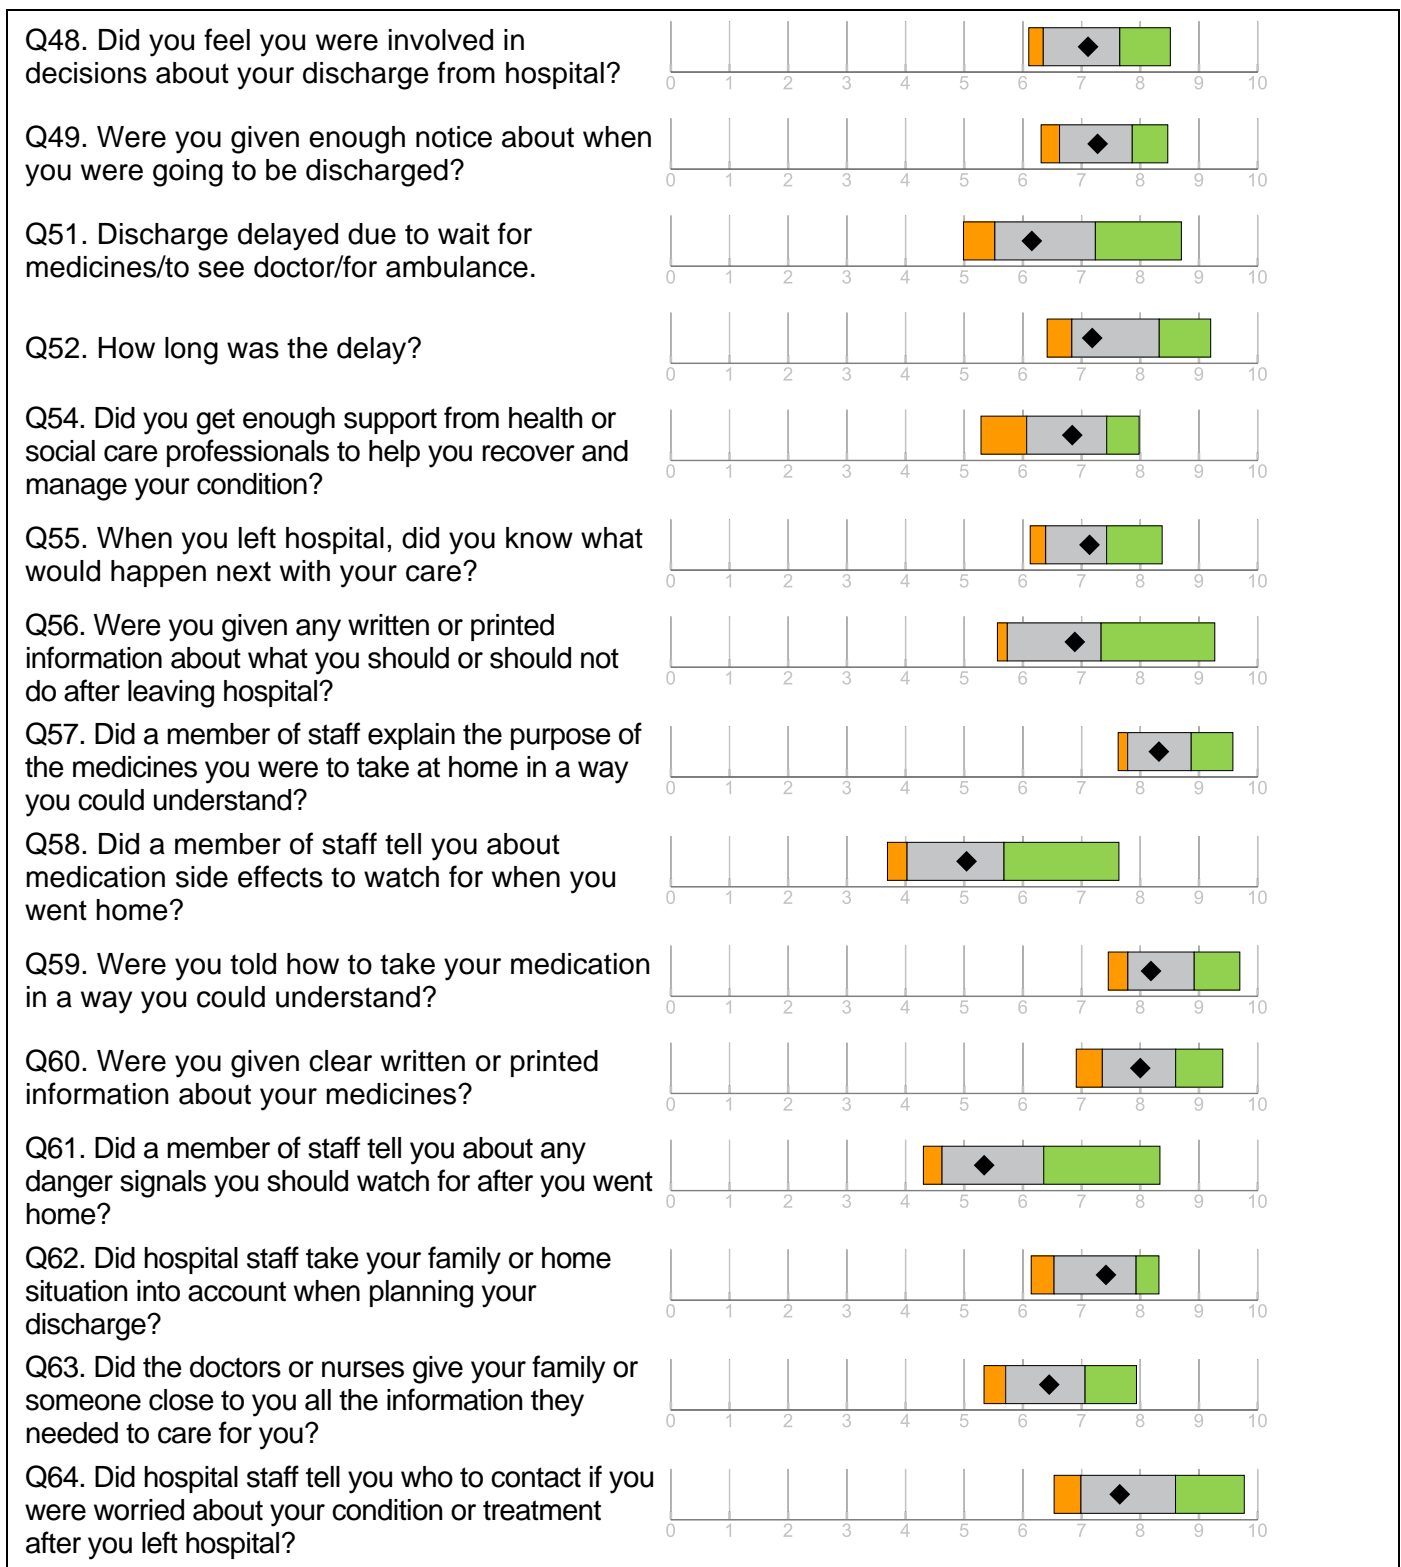 Q48. Did you feel you were involved in
decisions about your discharge from hospital?
0 1 2 3 4 5 6 7 8 9 10
Q49. Were you given enough notice about when
you were going to be discharged?
0 1 2 3 4 5 6 7 8 9 10
Q51. Discharge delayed due to wait for
medicines/to see doctor/for ambulance.
0 1 2 3 4 5 6 7 8 9 10
Q52. How long was the delay?
0 1 2 3 4 5 6 7 8 9 10
Q54. Did you get enough support from health or
social care professionals to help you recover and
manage your condition?
0 1 2 3 4 5 6 7 8 9 10
Q55. When you left hospital, did you know what
would happen next with your care?
0 1 2 3 4 5 6 7 8 9 10
Q56. Were you given any written or printed
information about what you should or should not
do after leaving hospital?
0 1 2 3 4 5 6 7 8 9 10
Q57. Did a member of staff explain the purpose of
the medicines you were to take at home in a way
you could understand?
0 1 2 3 4 5 6 7 8 9 10
Q58. Did a member of staff tell you about
medication side effects to watch for when you
went home?
0 1 2 3 4 5 6 7 8 9 10
Q59. Were you told how to take your medication
in a way you could understand?
0 1 2 3 4 5 6 7 8 9 10
Q60. Were you given clear written or printed
information about your medicines?
0 1 2 3 4 5 6 7 8 9 10
Q61. Did a member of staff tell you about any
danger signals you should watch for after you went
home?
0 1 2 3 4 5 6 7 8 9 10
Q62. Did hospital staff take your family or home
situation into account when planning your
discharge?
0 1 2 3 4 5 6 7 8 9 10
Q63. Did the doctors or nurses give your family or
someone close to you all the information they
needed to care for you?
0 1 2 3 4 5 6 7 8 9 10
Q64. Did hospital staff tell you who to contact if you
were worried about your condition or treatment
after you left hospital?
0 1 2 3 4 5 6 7 8 9 10